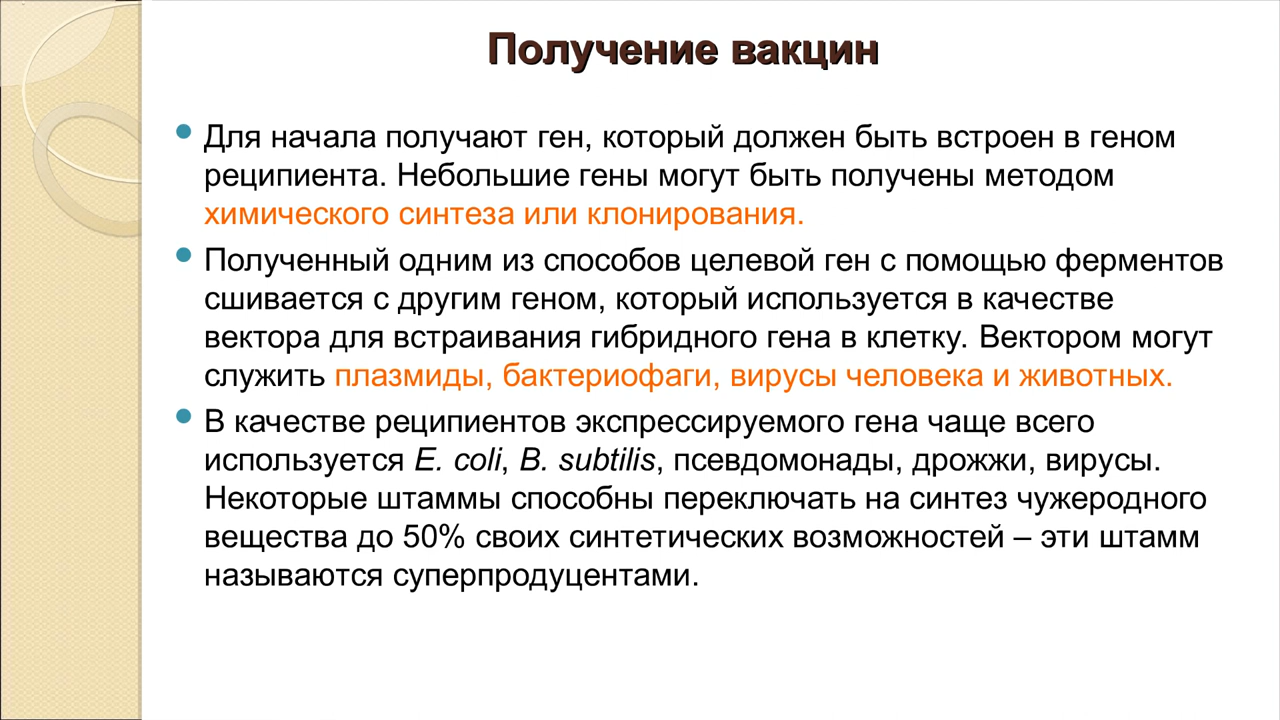 Получение вакцин
Для начала получают ген, который должен быть встроен в геном
реципиента. Небольшие гены могут быть получены методом
химического синтеза или клонирования.
Полученный одним из способов целевой ген с помощью ферментов
сшивается с другим геном, который используется в качестве
вектора для встраивания гибридного гена в клетку. Вектором могут
служить плазмиды, бактериофаги, вирусы человека и животных.
В качестве реципиентов экспрессируемого гена чаще всего
используется E. coli, B. subtilis, псевдомонады, дрожжи, вирусы.
Некоторые штаммы способны переключать на синтез чужеродного
вещества до 50% своих синтетических возможностей – эти штамм
называются суперпродуцентами.